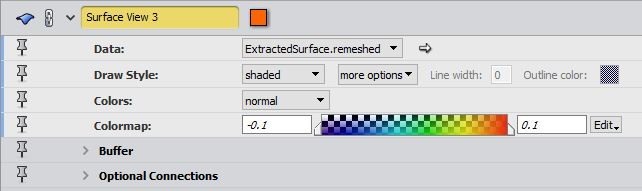 Surface View 3
Data: ExtractedSurface.remeshed
Draw Style: shaded more options Line width: 0 Outline color:
Colors: normal
Colormap: -0.1 0.1 Edit
Buffer
Optional Connections